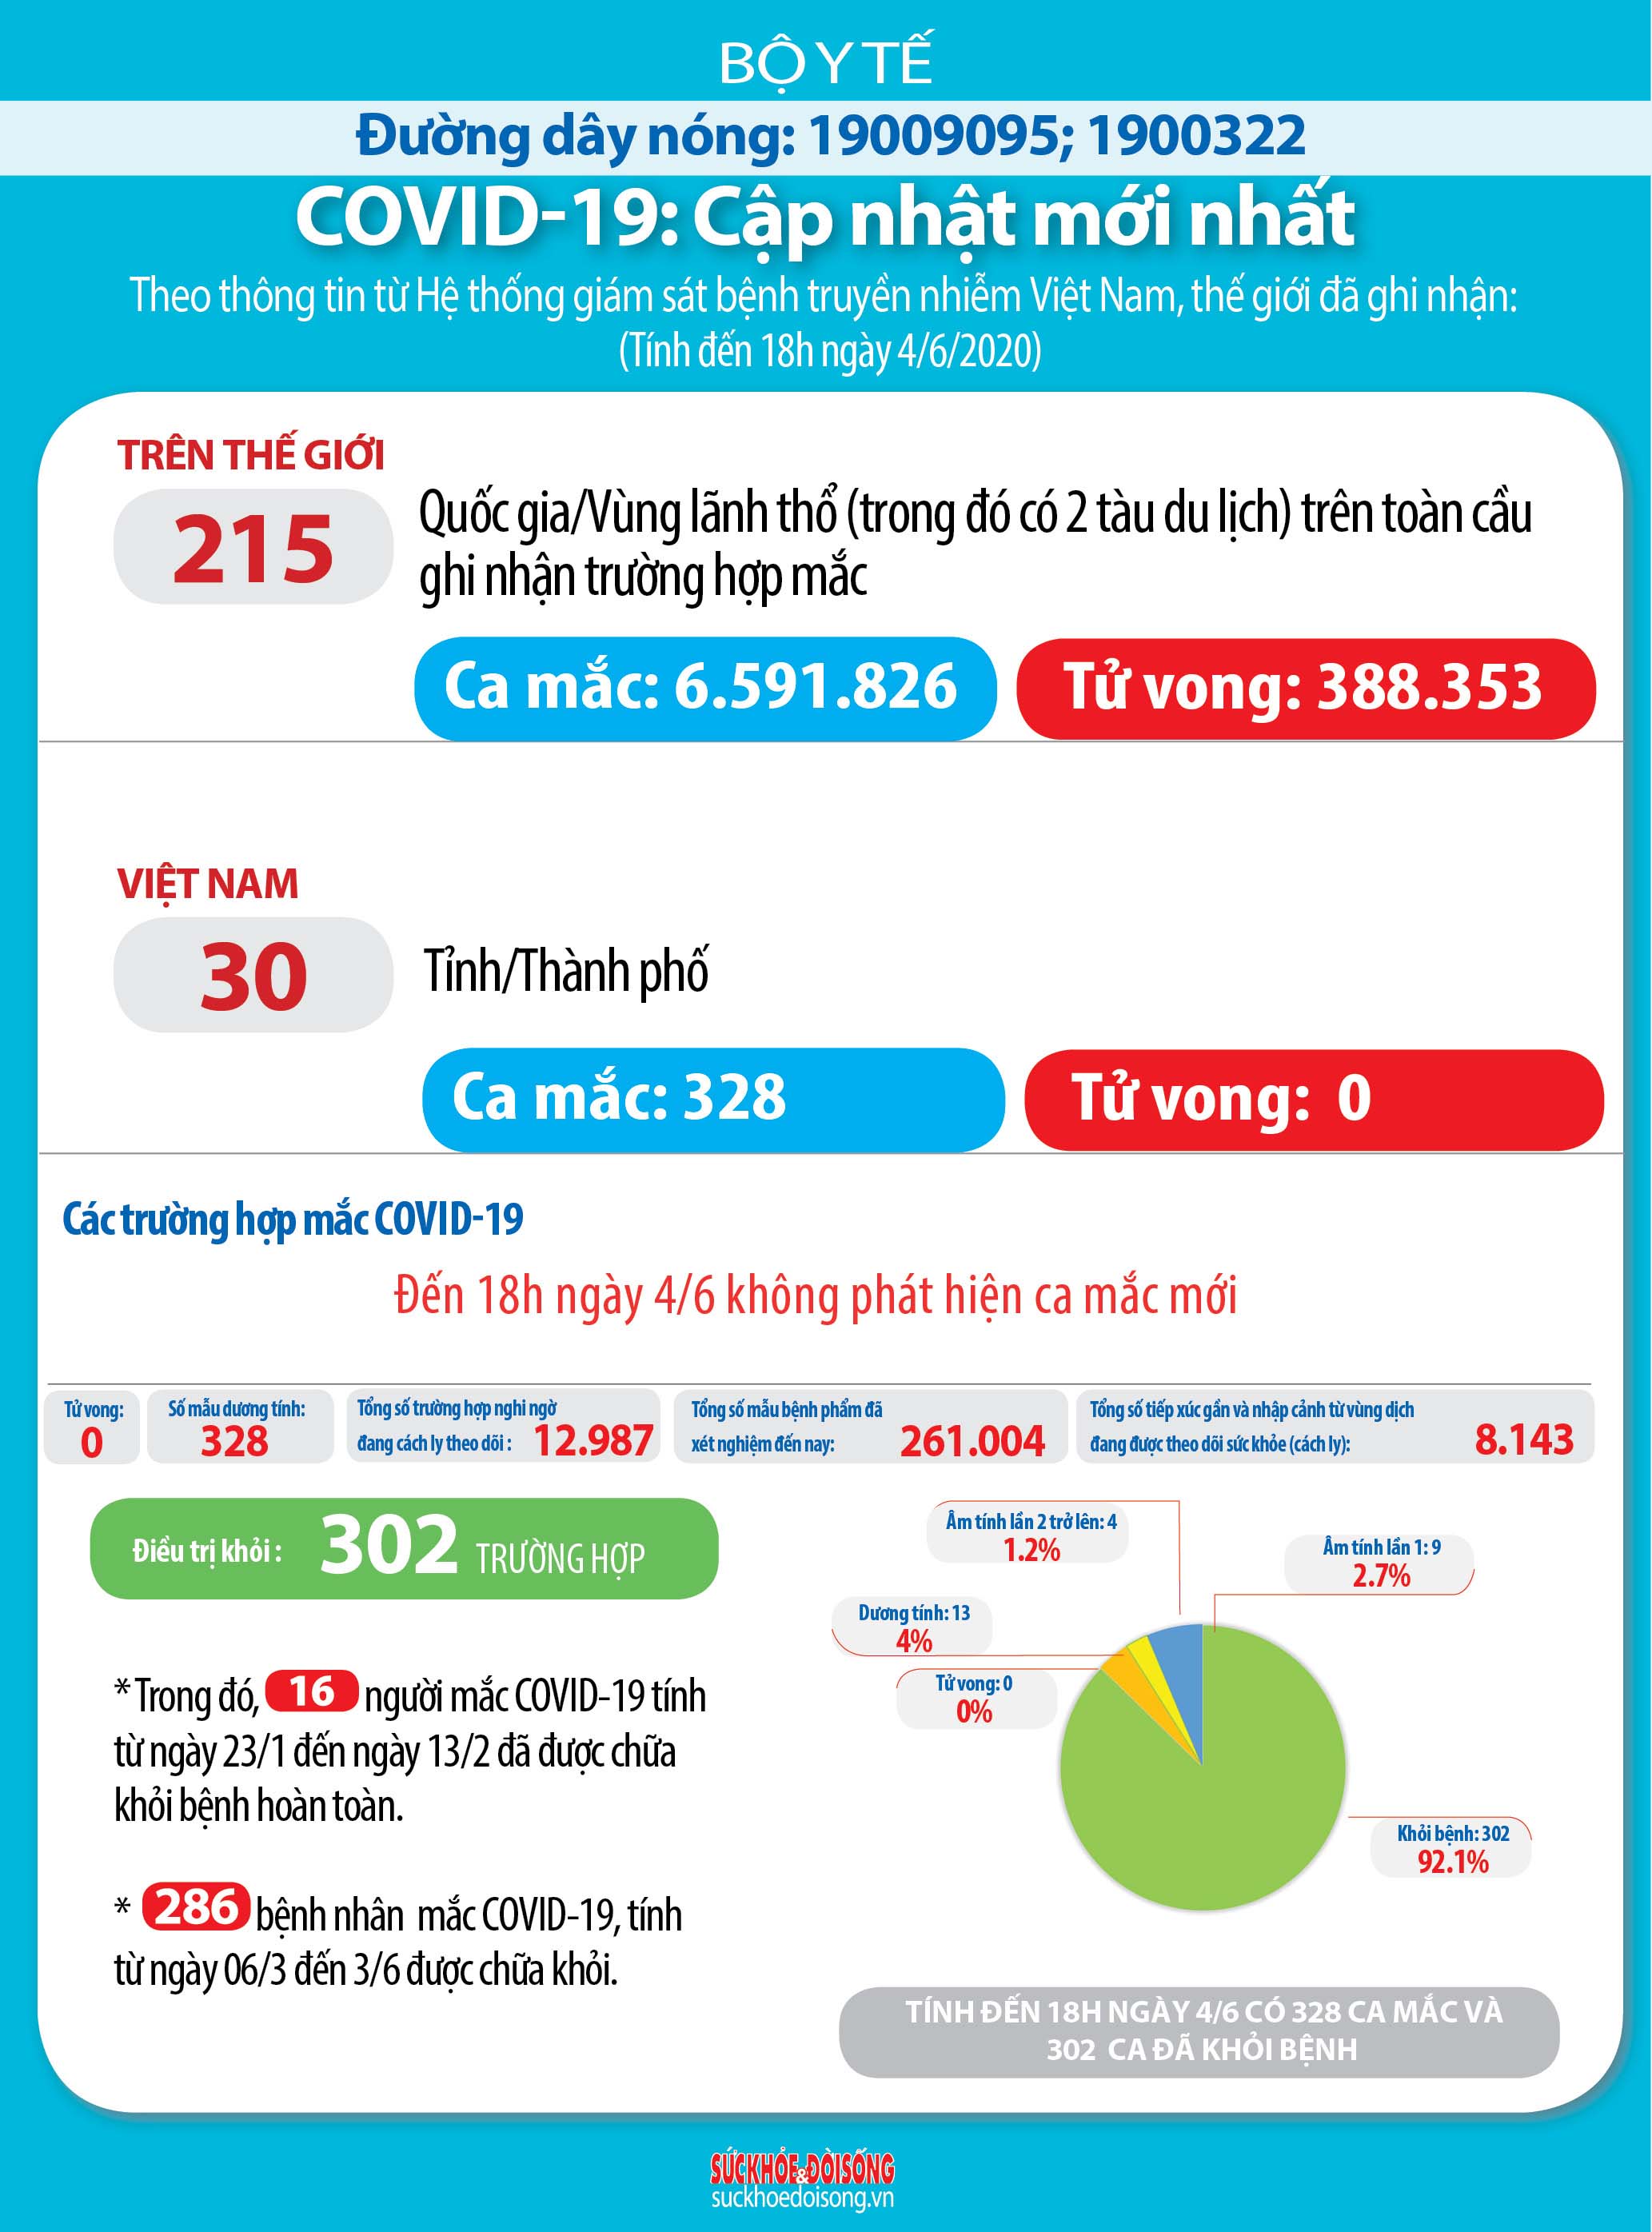 BỘ Y TẾ
Đường dây nóng: 19009095; 1900322
COVID-19: Cập nhật mới nhất
Theo thông tin từ Hệ thống giám sát bệnh truyền nhiễm Việt Nam, thế giới đã ghi nhận:
(Tính đến 18h ngày 4/6/2020)
TRÊN THẾ GIỚI
215
Quốc gia/Vùng lãnh thổ (trong đó có 2 tàu du lịch) trên toàn cầu
ghi nhận trường hợp mắc
Ca mắc: 6.591.826
Tử vong: 388.353
VIỆT NAM
30
Tỉnh/Thành phố
Ca mắc: 328
Tử vong: 0
Các trường hợp mắc COVID-19
Đến 18h ngày 4/6 không phát hiện ca mắc mới
Tử vong:
0
Số mẫu dương tính:
328
Tổng số trường hợp nghi ngờ
đang cách ly theo dõi : 12.987
Tổng số mẫu bệnh phẩm đã
xét nghiệm đến nay: 261.004
Tổng số tiếp xúc gần và nhập cảnh từ vùng dịch
đang được theo dõi sức khỏe (cách ly): 8.143
Điều trị khỏi : 302 TRƯỜNG HỢP
* Trong đó, 16 người mắc COVID-19 tính
từ ngày 23/1 đến ngày 13/2 đã được chữa
khỏi bệnh hoàn toàn.
* 286 bệnh nhân mắc COVID-19, tính
từ ngày 06/3 đến 3/6 được chữa khỏi.
Âm tính lần 2 trở lên: 4
1.2%
Âm tính lần 1: 9
2.7%
Dương tính: 13
4%
Tử vong: 0
0%
Khỏi bệnh: 302
92.1%
TÍNH ĐẾN 18H NGÀY 4/6 CÓ 328 CA MẮC VÀ
302 CA ĐÃ KHỎI BỆNH
SỨCKHỎE&ĐỜISỐNG
suckhoedoisong.vn